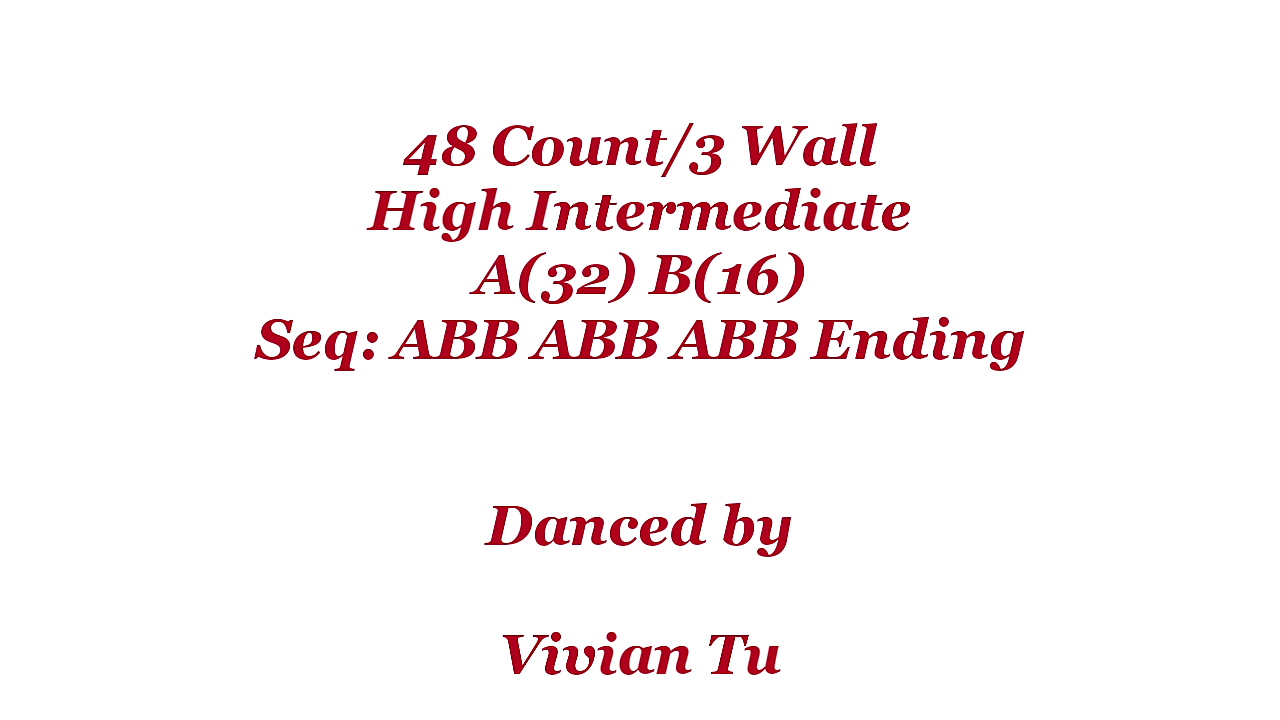 48 Count/3 Wall
High Intermediate
A(32) B(16)
Seq: ABB ABB ABB Ending
Danced by
Vivian Tu